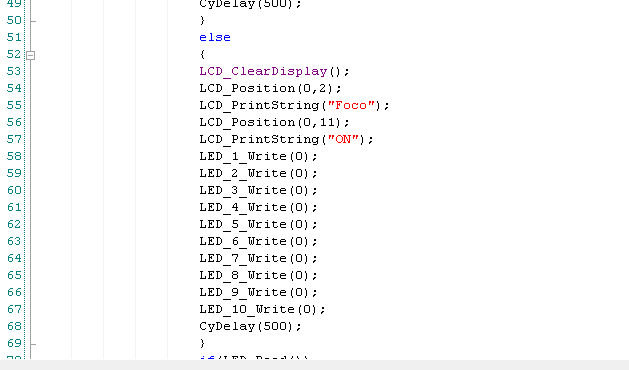 49 CyDelay(500);
50 }
51 else
52 {
53 LCD_ClearDisplay();
54 LCD_Position(0,2);
55 LCD_PrintString("Foco");
56 LCD_Position(0,11);
57 LCD_PrintString("ON");
58 LED_1_Write(0);
59 LED_2_Write(0);
60 LED_3_Write(0);
61 LED_4_Write(0);
62 LED_5_Write(0);
63 LED_6_Write(0);
64 LED_7_Write(0);
65 LED_8_Write(0);
66 LED_9_Write(0);
67 LED_10_Write(0);
68 CyDelay(500);
69 }